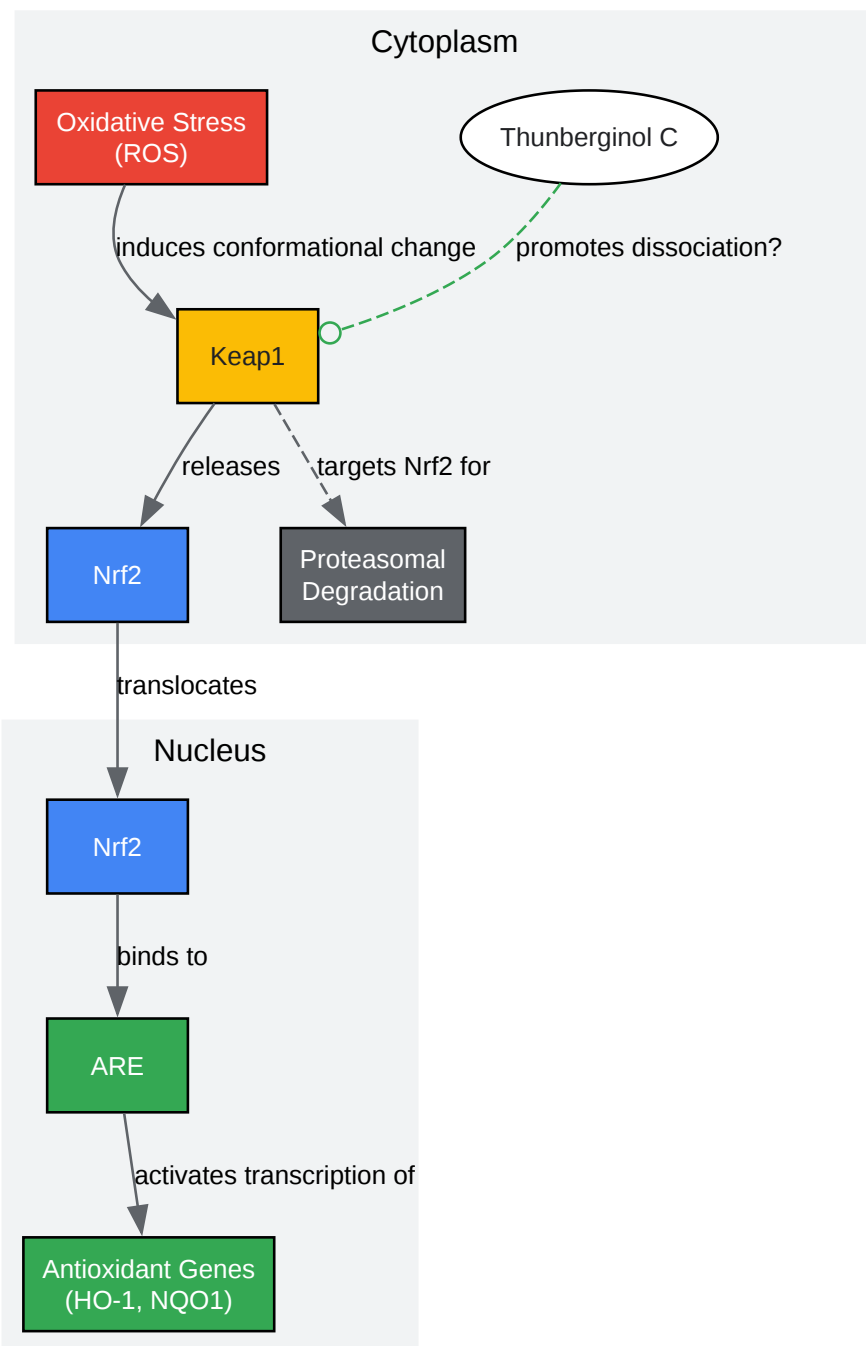 Cytoplasm
Oxidative Stress
(ROS)
Thunberginol C
induces conformational change
promotes dissociation?
Keap1
releases
targets Nrf2 for
Nrf2
Proteasomal
Degradation
translocates
Nucleus
Nrf2
binds to
ARE
activates transcription of
Antioxidant Genes
(HO-1, NQO1)